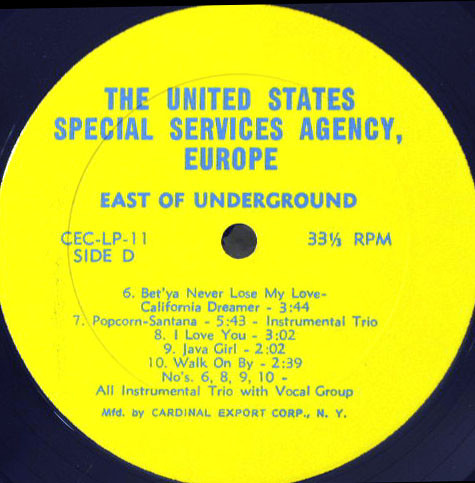 THE UNITED STATES
SPECIAL SERVICES AGENCY,
EUROPE
EAST OF UNDERGROUND
CEC-LP-11
SIDE D
33⅓ RPM
6. Bet'ya Never Lose My Love-
California Dreamer - 3:44
7. Popcorn-Santana - 5:43 - Instrumental Trio
8. I Love You - 3:02
9. Java Girl - 2:02
10. Walk On By - 2:39
No's. 6, 8, 9, 10 -
All Instrumental Trio with Vocal Group
Mfd. by CARDINAL EXPORT CORP., N. Y.